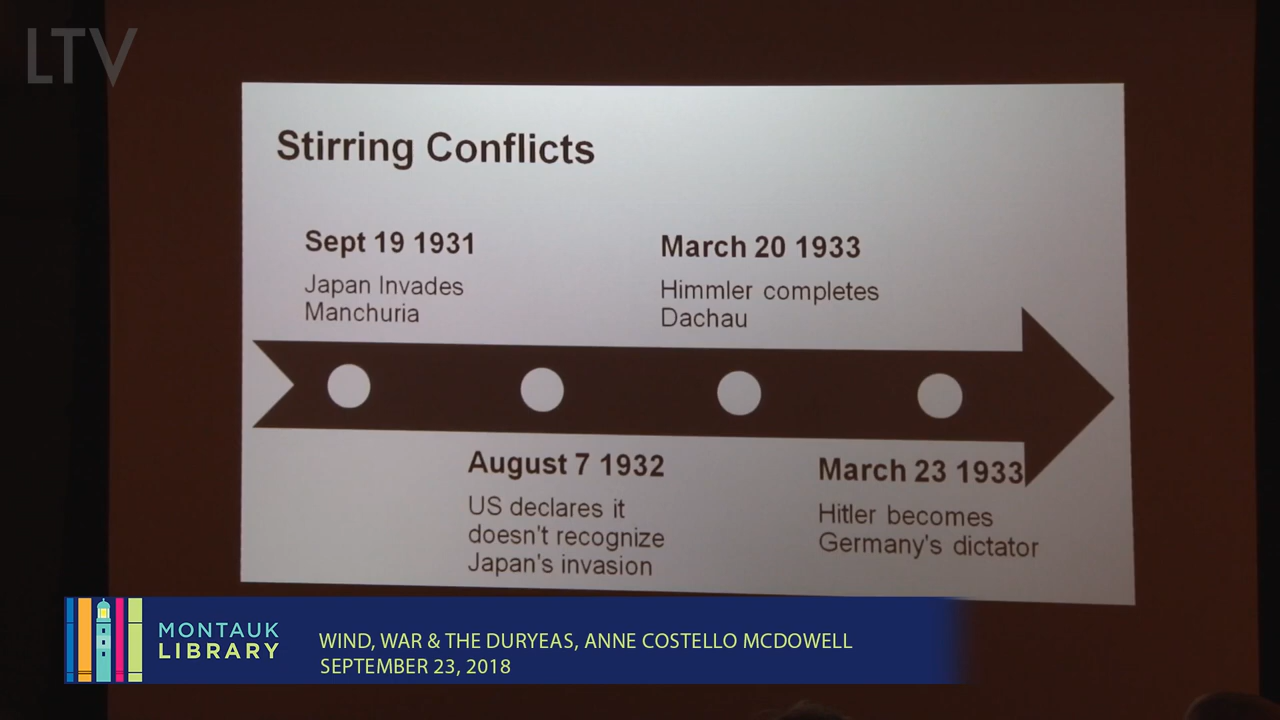 LTV
Stirring Conflicts
Sept 19 1931
Japan Invades
Manchuria
March 20 1933
Himmler completes
Dachau
August 7 1932
US declares it
doesn't recognize
Japan's invasion
March 23 1933
Hitler becomes
Germany's dictator
MONTAUK
LIBRARY
WIND, WAR & THE DURYEAS, ANNE COSTELLO MCDOWELL
SEPTEMBER 23, 2018